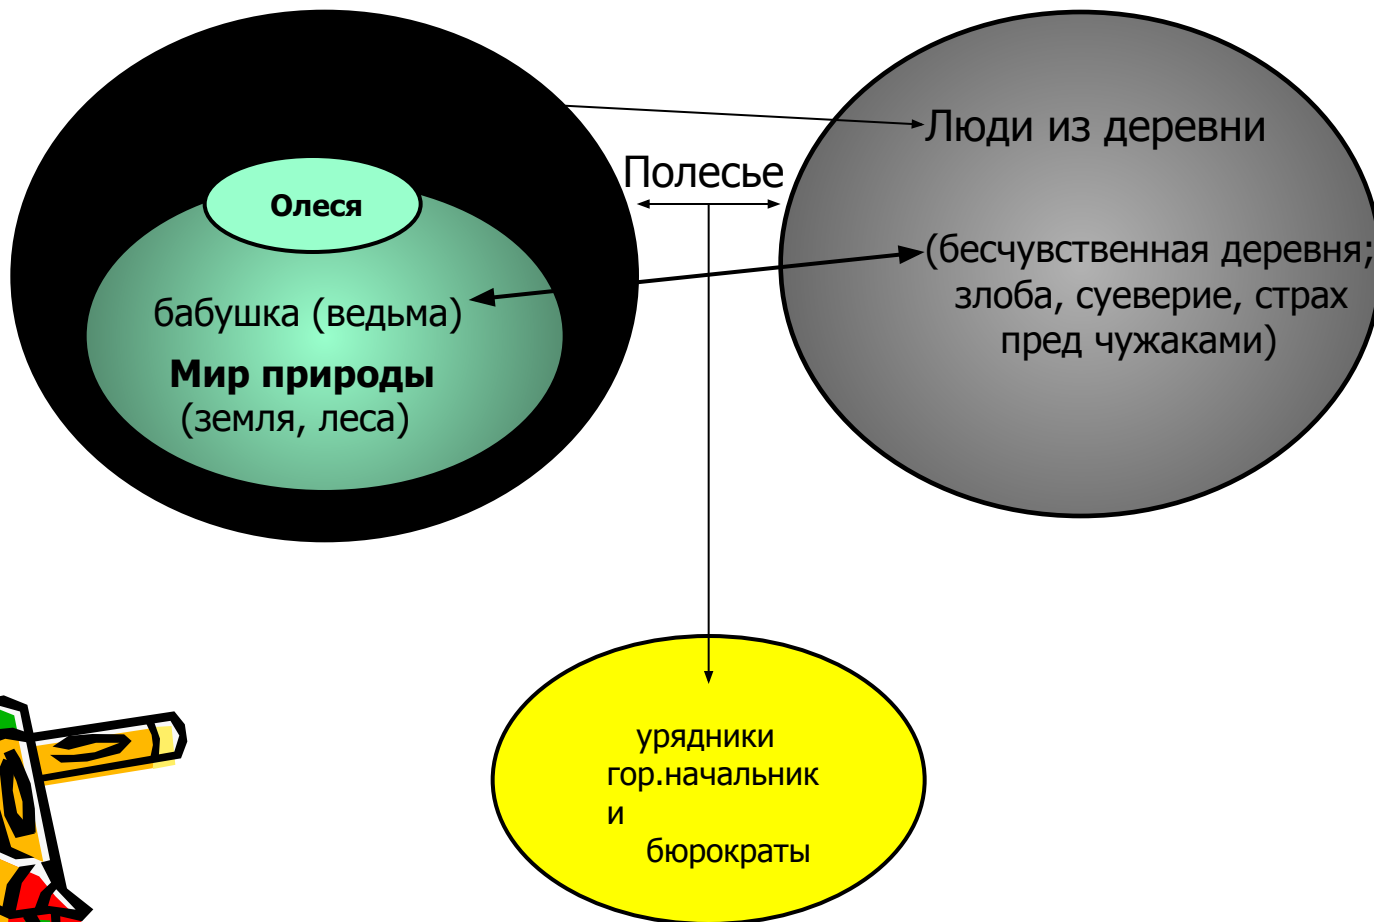 Люди из деревни
Полесье
Олеся
(бесчувственная деревня;
злоба, суеверие, страх
пред чужаками)
бабушка (ведьма)
Мир природы
(земля, леса)
урядники
гор.начальник
и
бюрократы